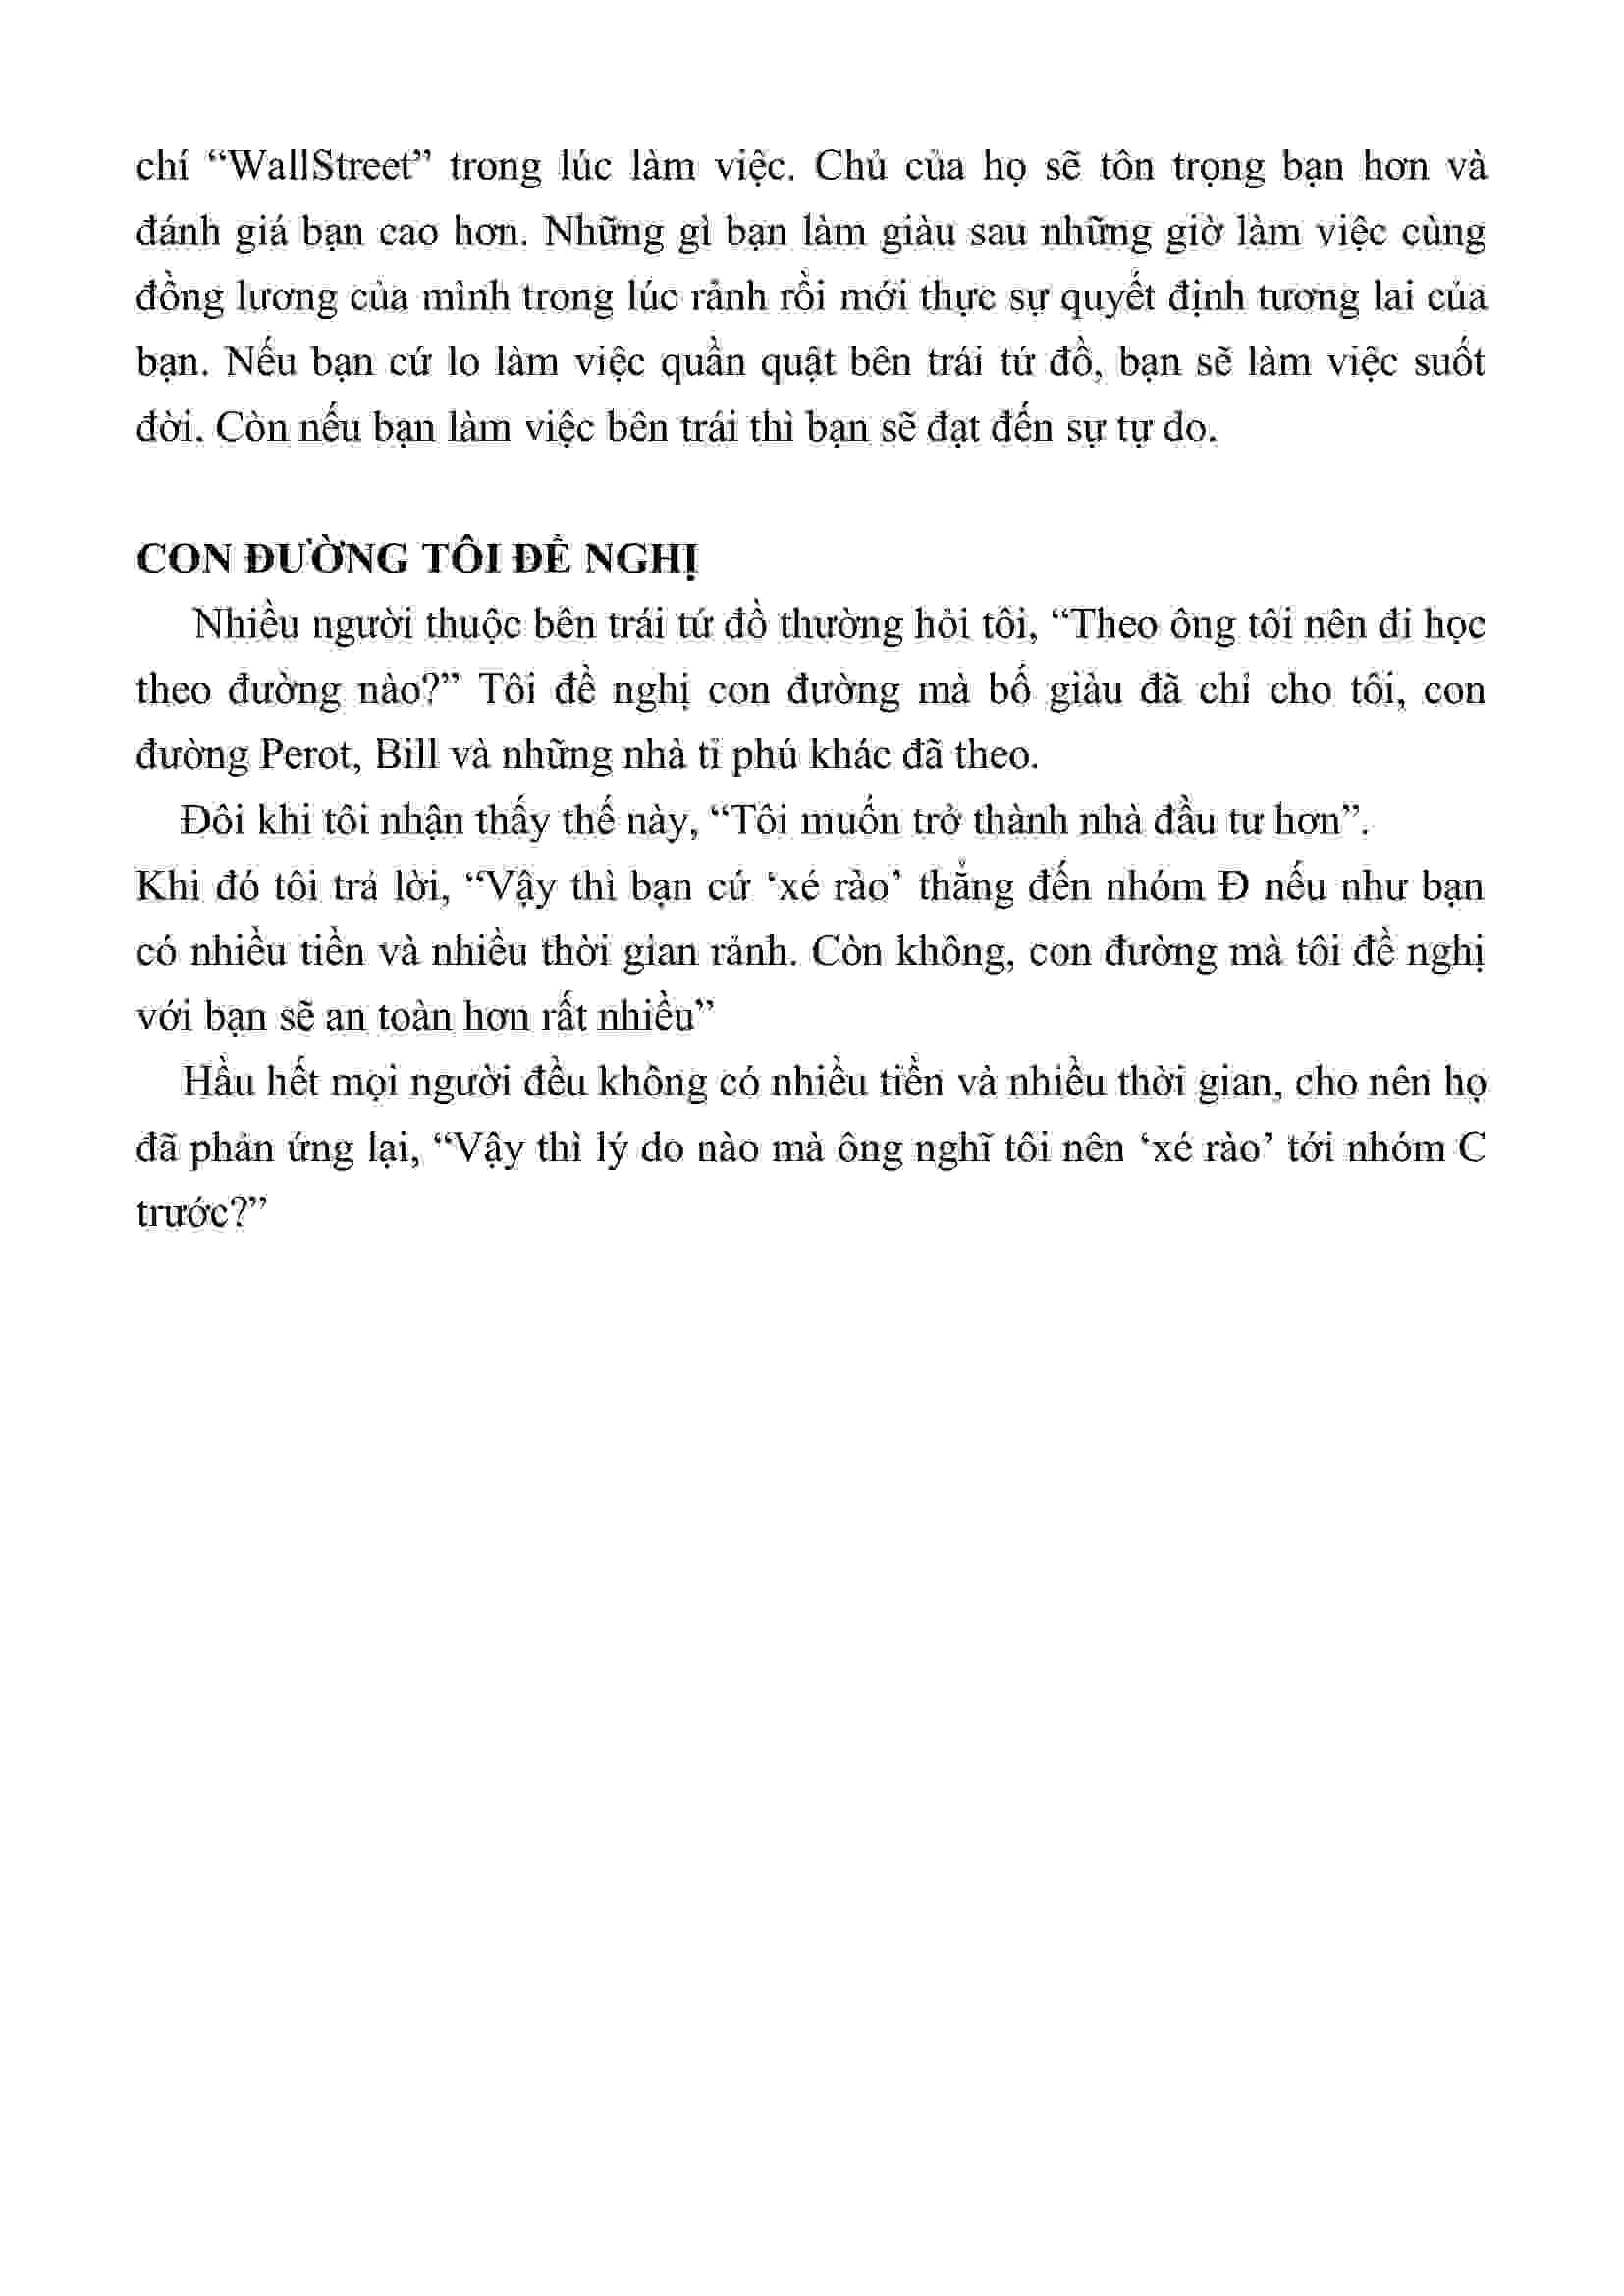 chí “WallStreet” trong lúc làm việc. Chủ của họ sẽ tôn trọng bạn hơn và
đánh giá bạn cao hơn. Những gì bạn làm giàu sau những giờ làm việc cùng
đồng lương của mình trong lúc rảnh rỗi mới thực sự quyết định tương lai của
bạn. Nếu bạn cứ lo làm việc quần quật bên trái tứ đồ, bạn sẽ làm việc suốt
đời. Còn nếu bạn làm việc bên trái thì bạn sẽ đạt đến sự tự do.
CON ĐƯỜNG TÔI ĐỀ NGHỊ
Nhiều người thuộc bên trái tứ đồ thường hỏi tôi, “Theo ông tôi nên đi học
theo đường nào?” Tôi đề nghị con đường mà bố giàu đã chỉ cho tôi, con
đường Perot, Bill và những nhà tỉ phú khác đã theo.
Đôi khi tôi nhận thấy thế này, “Tôi muốn trở thành nhà đầu tư hơn”.
Khi đó tôi trả lời, “Vậy thì bạn cứ ‘xé rào’ thẳng đến nhóm Đ nếu như bạn
có nhiều tiền và nhiều thời gian rảnh. Còn không, con đường mà tôi đề nghị
với bạn sẽ an toàn hơn rất nhiều”
Hầu hết mọi người đều không có nhiều tiền và nhiều thời gian, cho nên họ
đã phản ứng lại, “Vậy thì lý do nào mà ông nghĩ tôi nên ‘xé rào’ tới nhóm C
trước?”